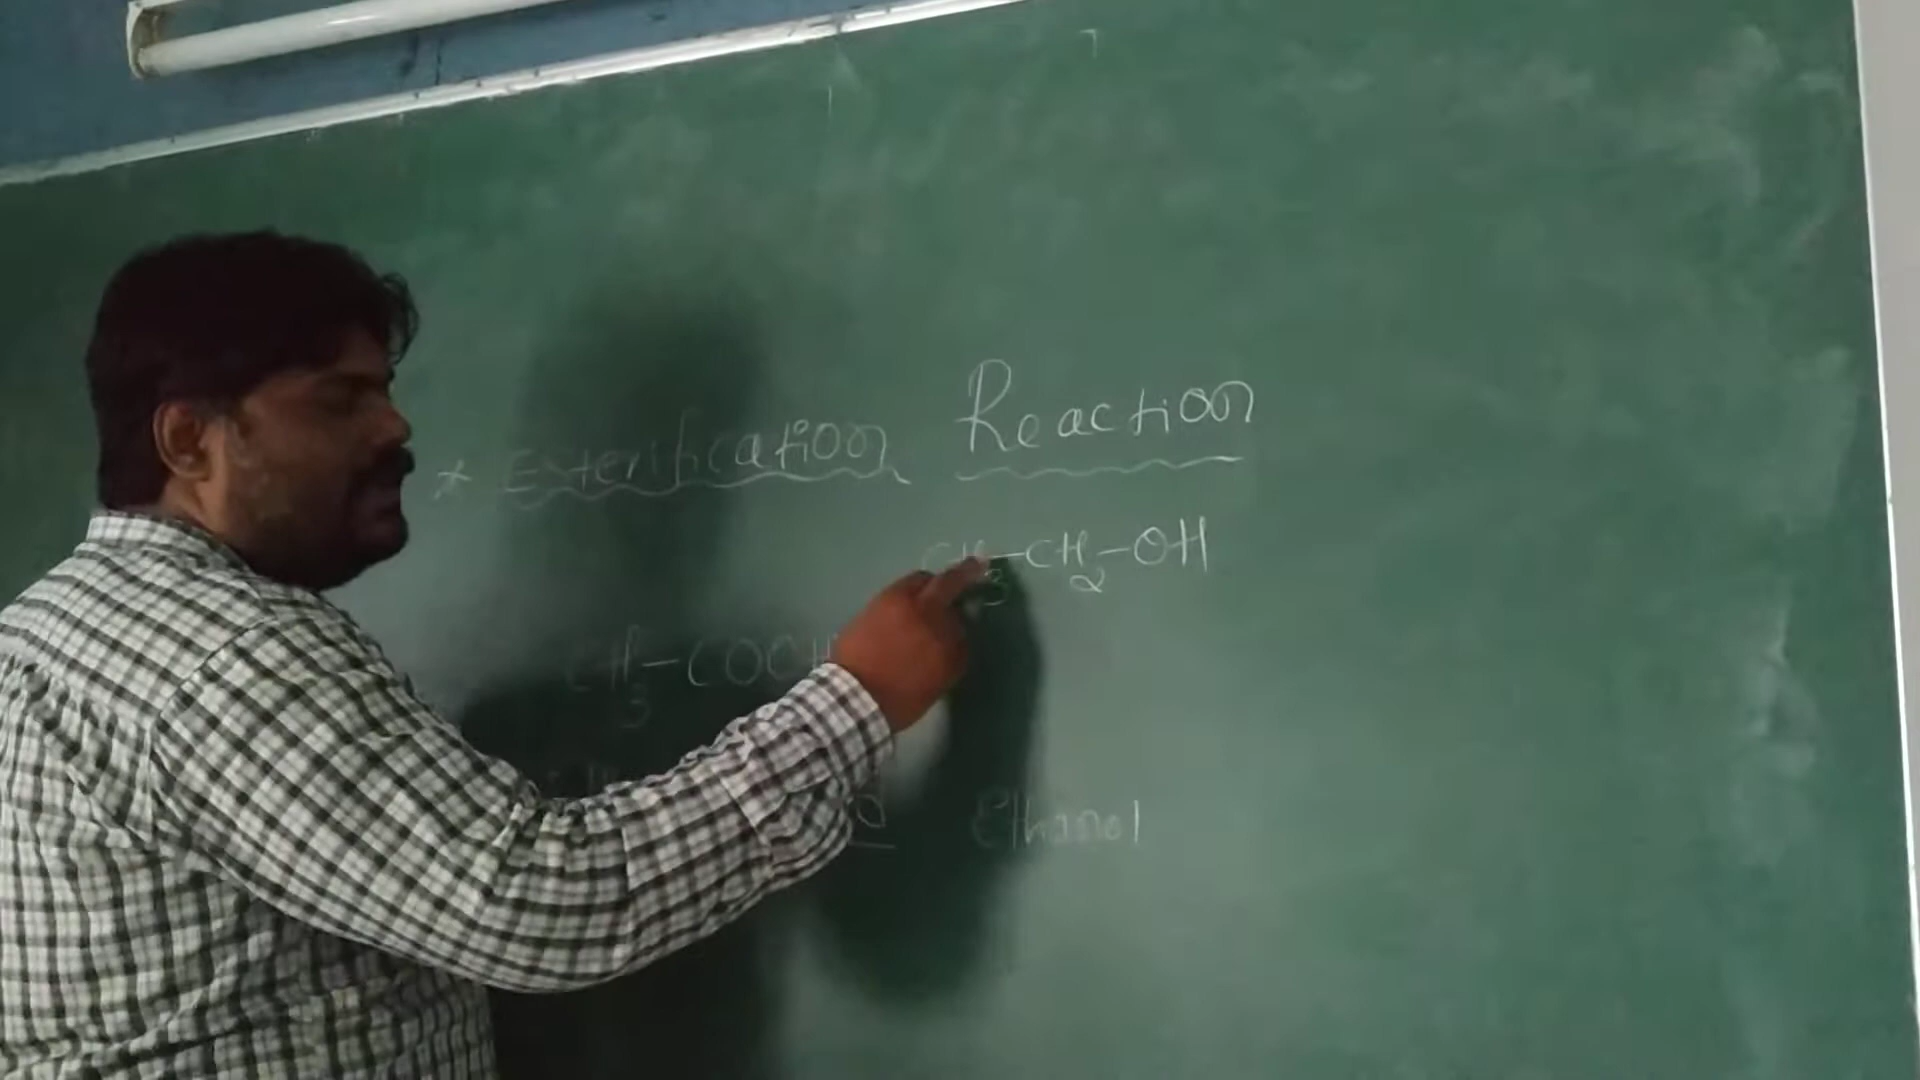 * Esterification Reaction
CH3-CH2-OH
CH3-COOH
Ethanol